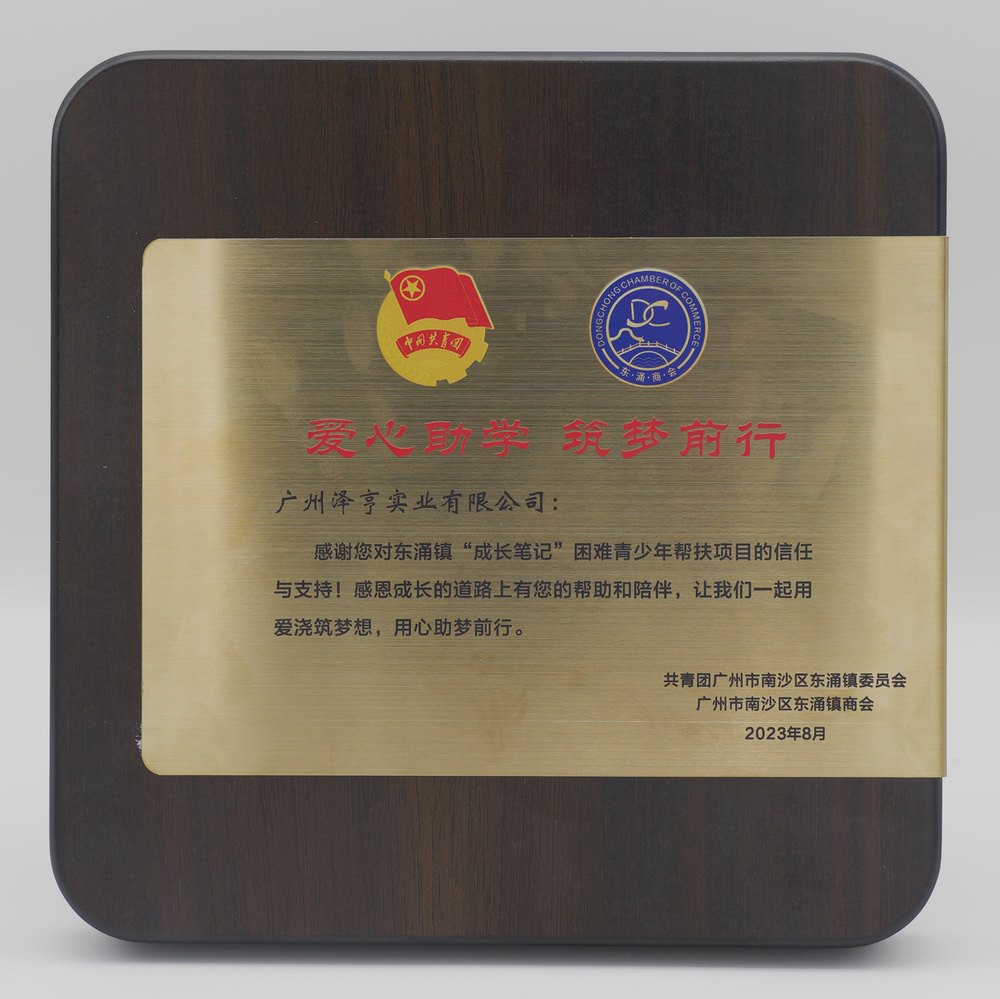 中国共青团
DONGCHONG CHAMBER OF COMMERCE
DC
东·涌·商·会
爱心助学 筑梦前行
广州泽亨实业有限公司：
感谢您对东涌镇“成长笔记”困难青少年帮扶项目的信任
与支持！感恩成长的道路上有您的帮助和陪伴，让我们一起用
爱浇筑梦想，用心助梦前行。
共青团广州市南沙区东涌镇委员会
广州市南沙区东涌镇商会
2023年8月